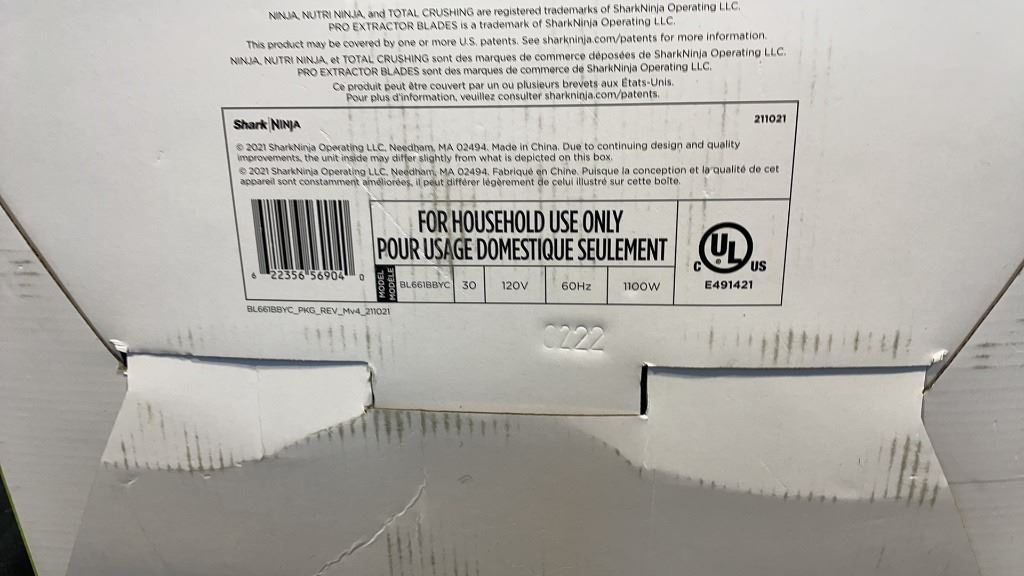 NINJA, NUTRI NINJA, and TOTAL CRUSHING are registered trademarks of SharkNinja Operating LLC.
PRO EXTRACTOR BLADES is a trademark of SharkNinja Operating LLC.
This product may be covered by one or more U.S. patents. See sharkninja.com/patents for more information.
NINJA, NUTRI NINJA, et TOTAL CRUSHING sont des marques de commerce déposées de SharkNinja Operating LLC.
PRO EXTRACTOR BLADES sont des marques de commerce de SharkNinja Operating LLC.
Ce produit peut être couvert par un ou plusieurs brevets aux États-Unis.
Pour plus d'information, veuillez consulter sharkninja.com/patents.
Shark NINJA
211021
© 2021 SharkNinja Operating LLC, Needham, MA 02494. Made in China. Due to continuing design and quality
improvements, the unit inside may differ slightly from what is depicted on this box.
© 2021 SharkNinja Operating LLC, Needham, MA 02494. Fabriqué en Chine. Puisque la conception et la qualité de cet
appareil sont constamment améliorées, il peut différer légèrement de celui illustré sur cette boîte.
FOR HOUSEHOLD USE ONLY
POUR USAGE DOMESTIQUE SEULEMENT
6 22356 56904 0
MODEL
MODÈLE
BL661BBYC 30 120V 60Hz 1100W
C UL US
E491421
BL661BBYC_PKG_REV_Mv4_211021
C222